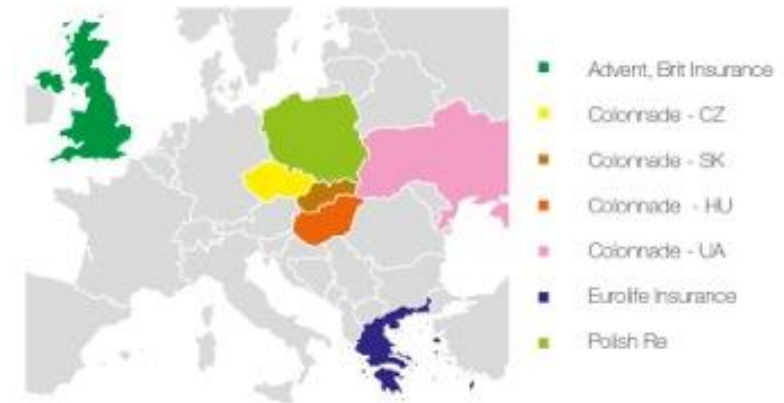 Advent, Brit Insurance
Colonnade - CZ
Colonnade - SK
Colonnade - HU
Colonnade - UA
Eurolife Insurance
Polish Re